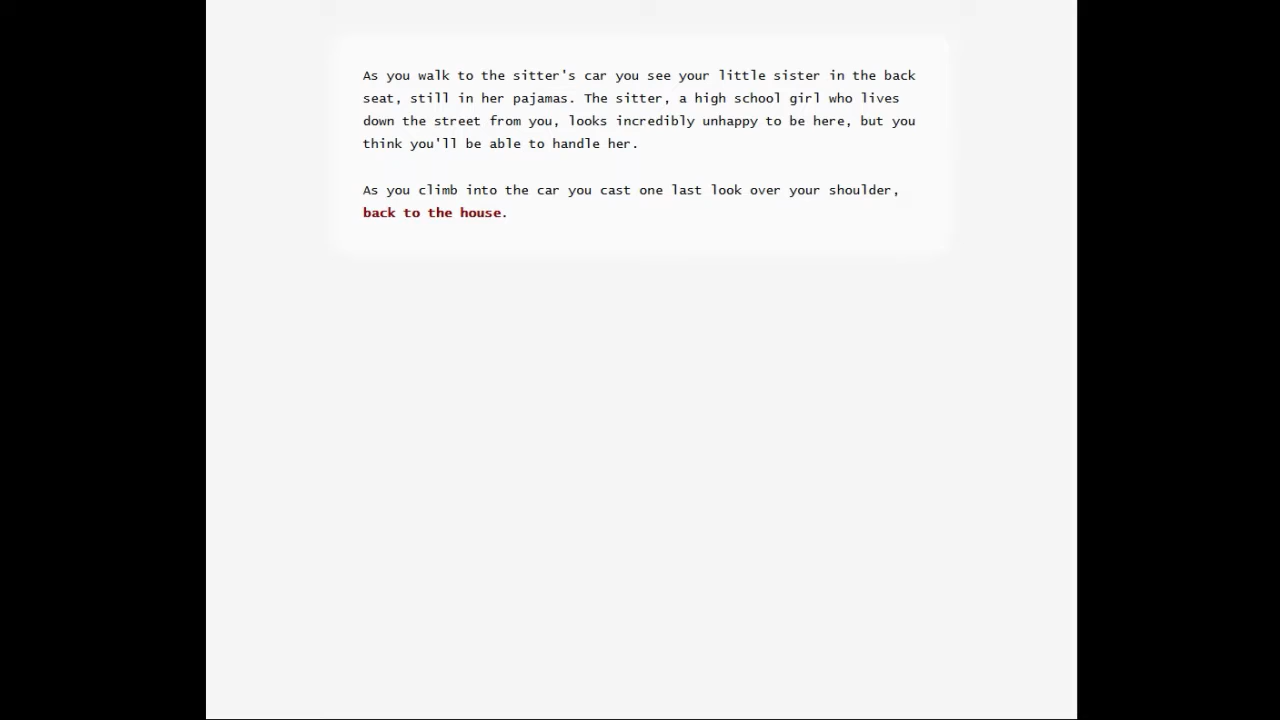 As you walk to the sitter's car you see your little sister in the back
seat, still in her pajamas. The sitter, a high school girl who lives
down the street from you, looks incredibly unhappy to be here, but you
think you'll be able to handle her.
As you climb into the car you cast one last look over your shoulder,
back to the house.